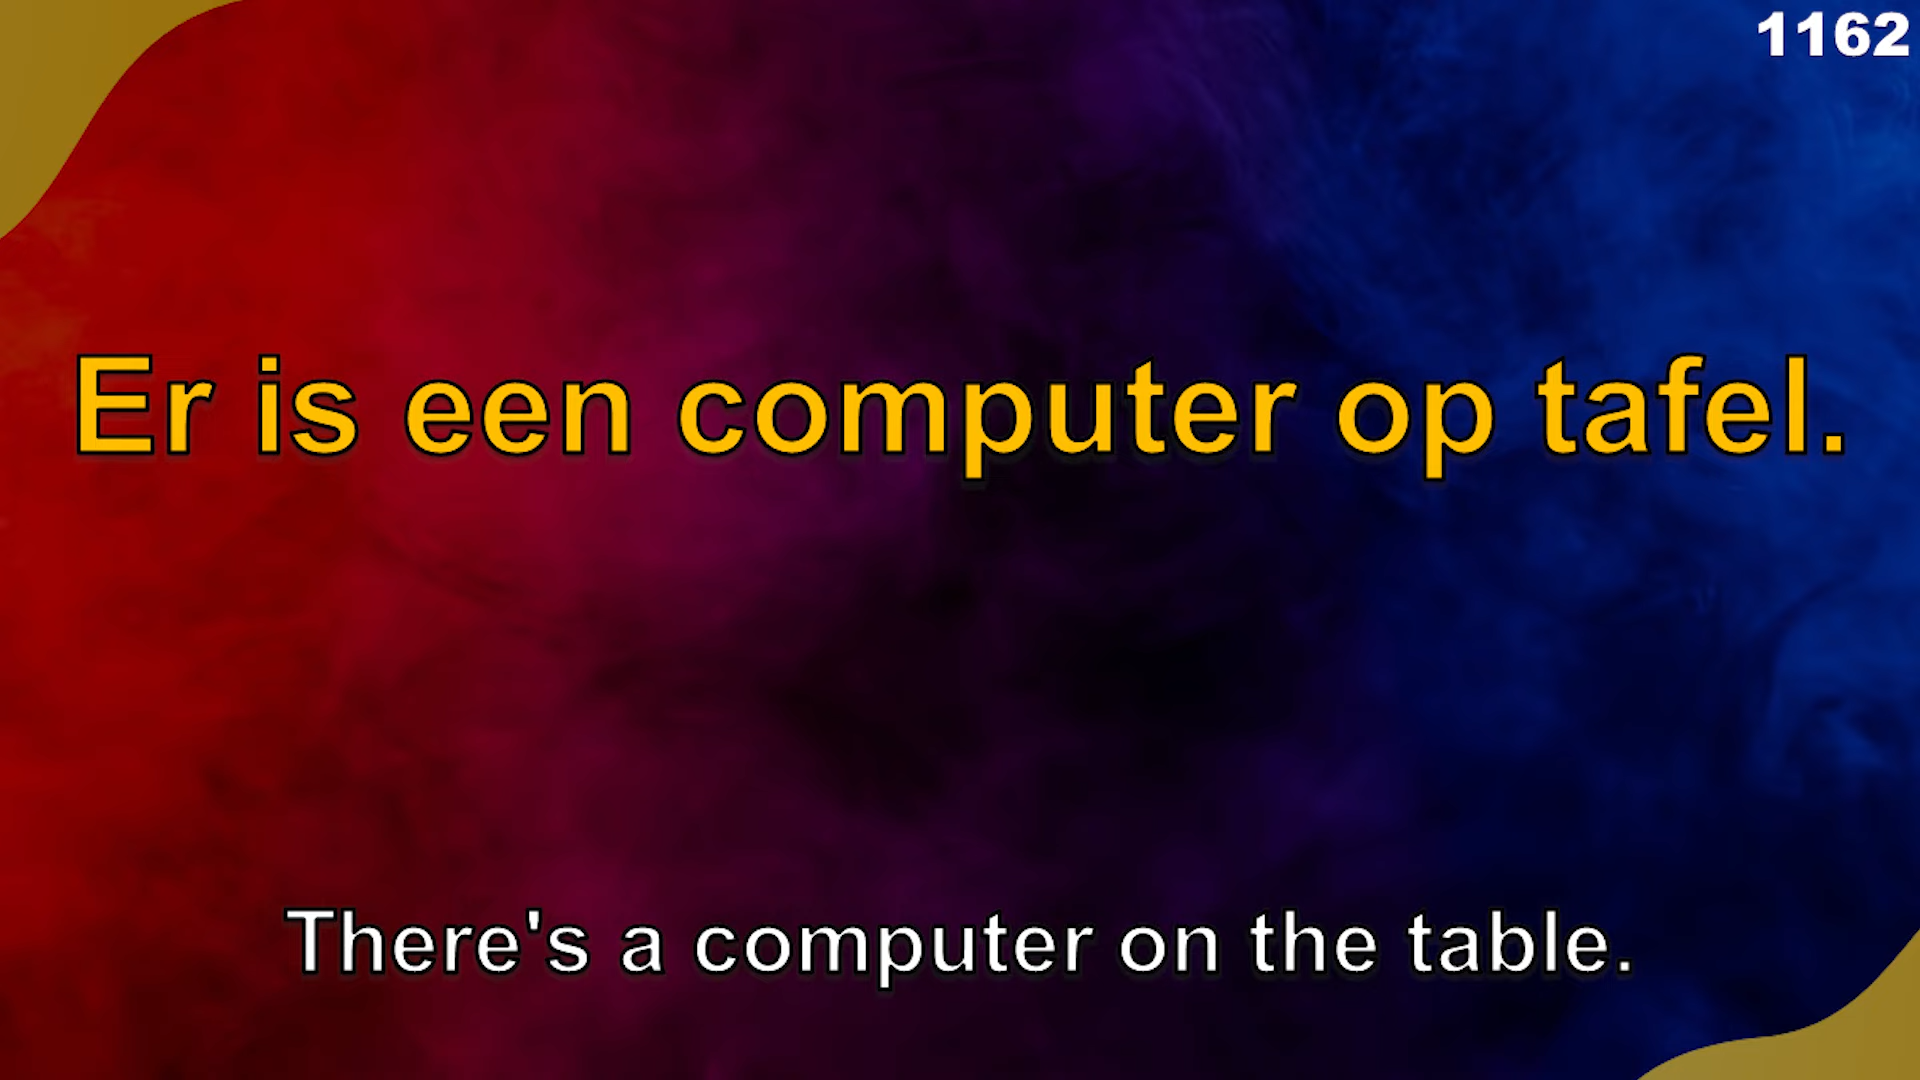 1162
Er is een computer op tafel.
There's a computer on the table.